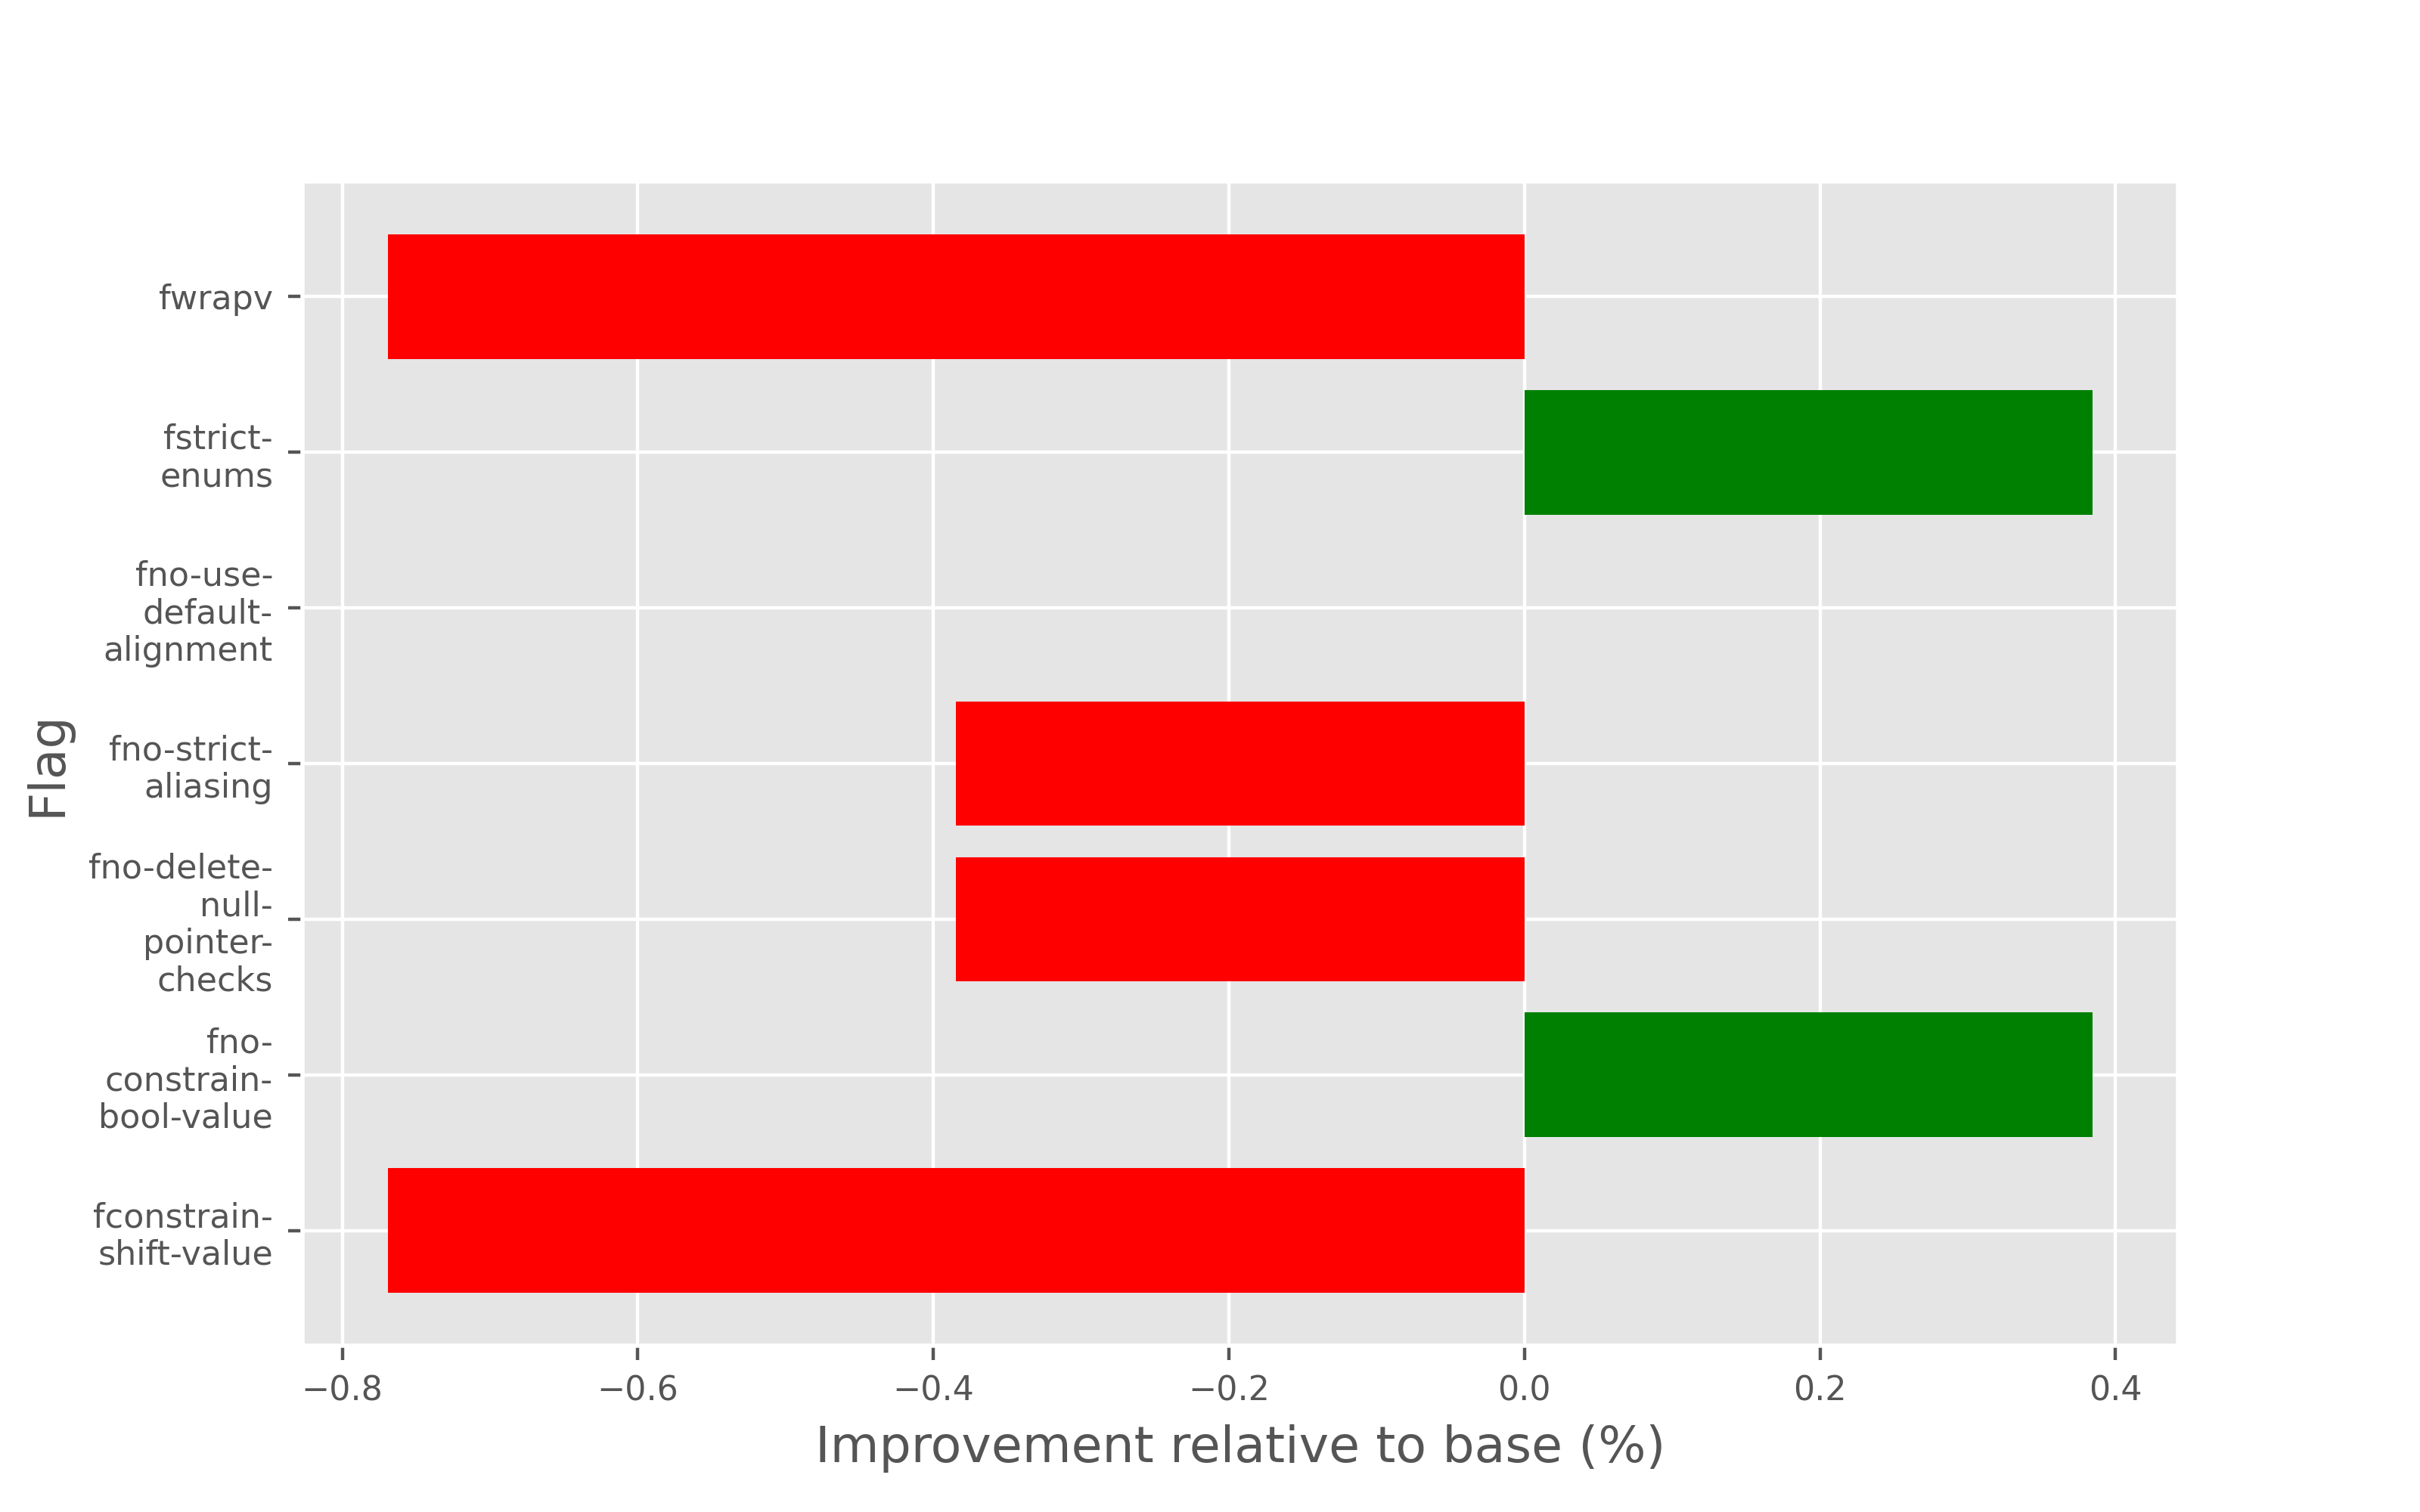 fwrapv
fstrict-
enums
fno-use-
default-
alignment
fno-strict-
aliasing
fno-delete-
null-
pointer-
checks
fno-
constrain-
bool-value
fconstrain-
shift-value
Flag
−0.8 −0.6 −0.4 −0.2 0.0 0.2 0.4
Improvement relative to base (%)